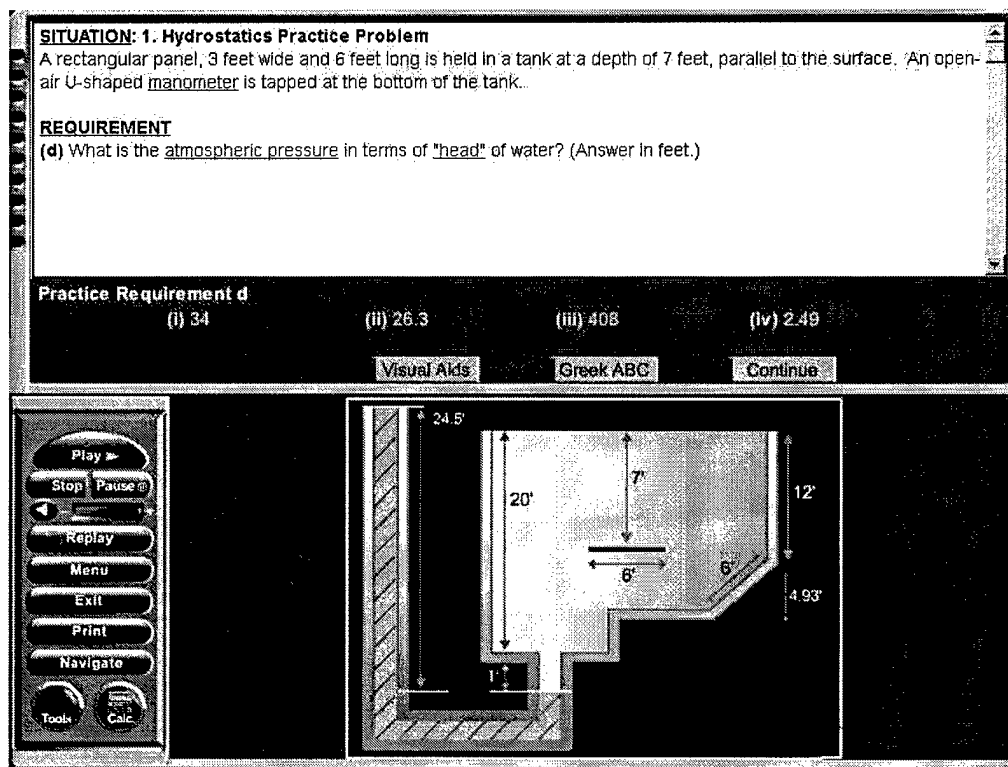 SITUATION: 1. Hydrostatics Practice Problem
A rectangular panel, 3 feet wide and 6 feet long is held in a tank at a depth of 7 feet, parallel to the surface. An open-
air U-shaped manometer is tapped at the bottom of the tank.
REQUIREMENT
(d) What is the atmospheric pressure in terms of "head" of water? (Answer in feet.)
Practice Requirement d
(i) 34 (ii) 26.3 (iii) 408 (iv) 2.49
Visual Aids Greek ABC Continue
Play
Stop Pause
Replay
Menu
Exit
Print
Navigate
Tools Calc
24.5'
20'
7'
12'
6'
6'
4.93'
1'